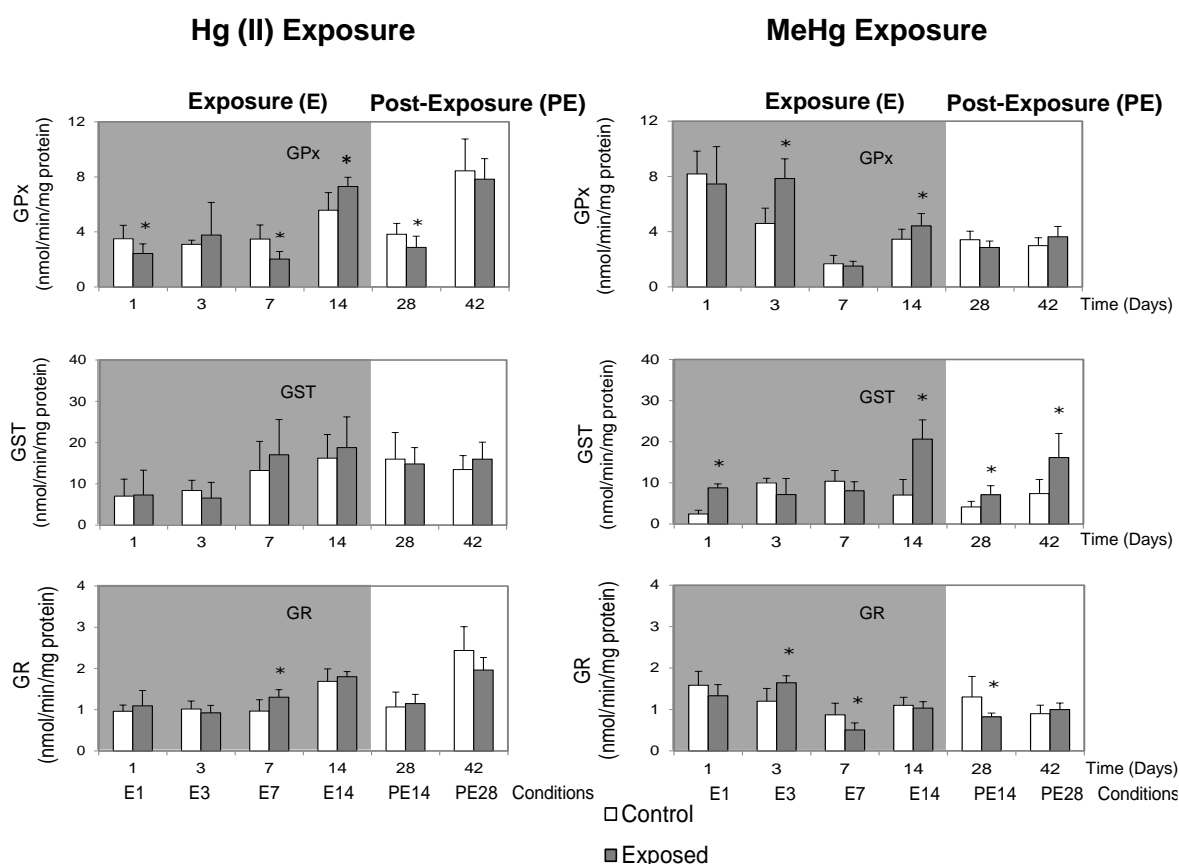 Hg (II) Exposure
MeHg Exposure
Exposure (E)
Post-Exposure (PE)
Exposure (E)
Post-Exposure (PE)
GPx
(nmol/min/mg protein)
12
8
4
0
GPx
*
*
*
*
1 3 7 14 28 42
GPx
(nmol/min/mg protein)
12
8
4
0
GPx
*
*
1 3 7 14 28 42 Time (Days)
GST
(nmol/min/mg protein)
40
30
20
10
0
GST
1 3 7 14 28 42
GST
(nmol/min/mg protein)
40
30
20
10
0
GST
*
*
*
*
1 3 7 14 28 42 Time (Days)
GR
(nmol/min/mg protein)
4
3
2
1
0
GR
*
1 3 7 14 28 42
E1 E3 E7 E14 PE14 PE28 Conditions
GR
(nmol/min/mg protein)
4
3
2
1
0
GR
*
*
*
1 3 7 14 28 42 Time (Days)
E1 E3 E7 E14 PE14 PE28 Conditions
Control
Exposed